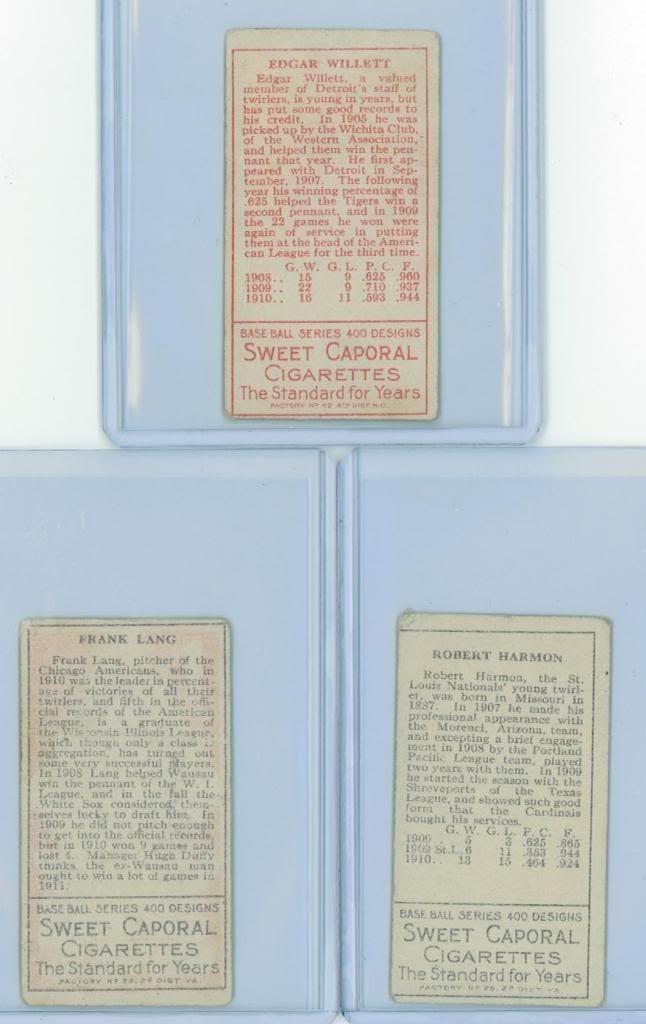 EDGAR WILLETT
Edgar Willett, a valued
member of Detroit's staff of
twirlers, is young in years, but
has put some good records to
his credit. In 1905 he was
picked up by the Wichita Club,
of the Western Association,
and helped them win the pen-
nant that year. He first ap-
peared with Detroit in Sep-
tember, 1907. The following
year his winning percentage of
.625 helped the Tigers win a
second pennant, and in 1909
the 22 games he won were
again of service in putting
them at the head of the Ameri-
can League for the third time.
G. W. G. L. P. C. F.
1908.. 15 9 .625 .960
1909.. 22 9 .710 .937
1910.. 16 11 .593 .944
BASE BALL SERIES 400 DESIGNS
SWEET CAPORAL
CIGARETTES
The Standard for Years
FACTORY Nº 42 4TH DIST. N.C.
FRANK LANG
Frank Lang, pitcher of the
Chicago Americans, who in
1910 was the leader in percent-
age of victories of all their
twirlers, and fifth in the offi-
cial records of the American
League, is a graduate of
the Wisconsin-Illinois League,
which though only a class D
aggregation, has turned out
some very successful players.
In 1908 Lang helped Wausau
win the pennant of the W. I.
League, and in the fall the
White Sox considered them-
selves lucky to draft him. In
1909 he did not pitch enough
to get into the official records,
but in 1910 won 9 games and
lost 4. Manager Hugh Duffy
thinks the ex-Wausau man
ought to win a lot of games in
1911.
BASE BALL SERIES 400 DESIGNS
SWEET CAPORAL
CIGARETTES
The Standard for Years
FACTORY Nº 25, 2ᴰ DIST. VA.
ROBERT HARMON
Robert Harmon, the St.
Louis Nationals' young twirl-
er, was born in Missouri in
1887. In 1907 he made his
professional appearance with
the Morenci, Arizona, team,
and excepting a brief engage-
ment in 1908 by the Portland
Pacific League team, played
two years with them. In 1909
he started the season with the
Shreveports of the Texas
League, and showed such good
form that the Cardinals
bought his services.
G. W. G. L. P. C. F.
1909.. 5 3 .625 .865
1909 St.L. 6 11 .353 .944
1910.. 13 15 .464 .924
BASE BALL SERIES 400 DESIGNS
SWEET CAPORAL
CIGARETTES
The Standard for Years
FACTORY Nº 25, 2ᴰ DIST. VA.